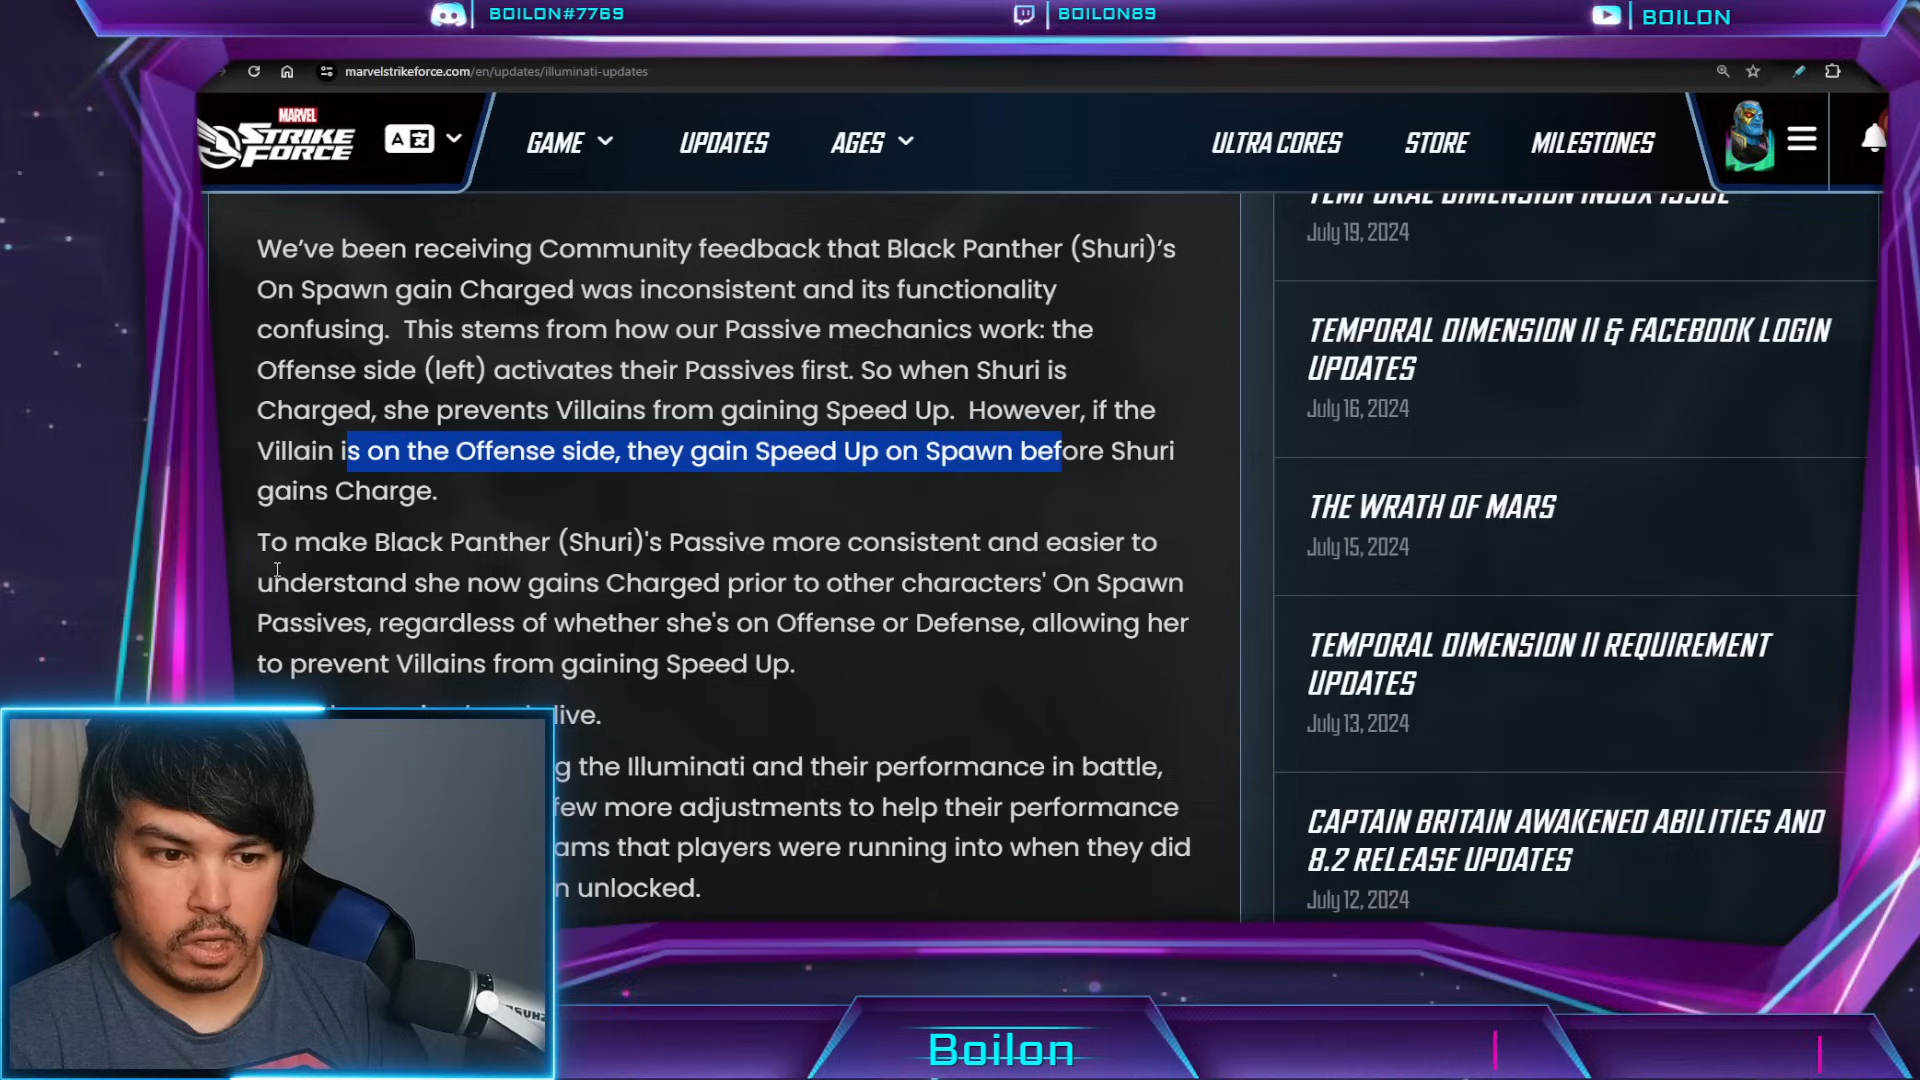 BOILON#7769
BOILON89
BOILON
marvelstrikeforce.com/en/updates/illuminati-updates
MARVEL
STRIKE
FORCE
GAME
UPDATES
AGES
ULTRA CORES
STORE
MILESTONES
We've been receiving Community feedback that Black Panther (Shuri)'s
On Spawn gain Charged was inconsistent and its functionality
confusing.  This stems from how our Passive mechanics work: the
Offense side (left) activates their Passives first. So when Shuri is
Charged, she prevents Villains from gaining Speed Up.  However, if the
Villain is on the Offense side, they gain Speed Up on Spawn before Shuri
gains Charge.
To make Black Panther (Shuri)'s Passive more consistent and easier to
understand she now gains Charged prior to other characters' On Spawn
Passives, regardless of whether she's on Offense or Defense, allowing her
to prevent Villains from gaining Speed Up.
live.
g the Illuminati and their performance in battle,
few more adjustments to help their performance
ams that players were running into when they did
n unlocked.
TEMPORAL DIMENSION INBOX ISSUE
July 19, 2024
TEMPORAL DIMENSION II & FACEBOOK LOGIN
UPDATES
July 16, 2024
THE WRATH OF MARS
July 15, 2024
TEMPORAL DIMENSION II REQUIREMENT
UPDATES
July 13, 2024
CAPTAIN BRITAIN AWAKENED ABILITIES AND
8.2 RELEASE UPDATES
July 12, 2024
Boilon